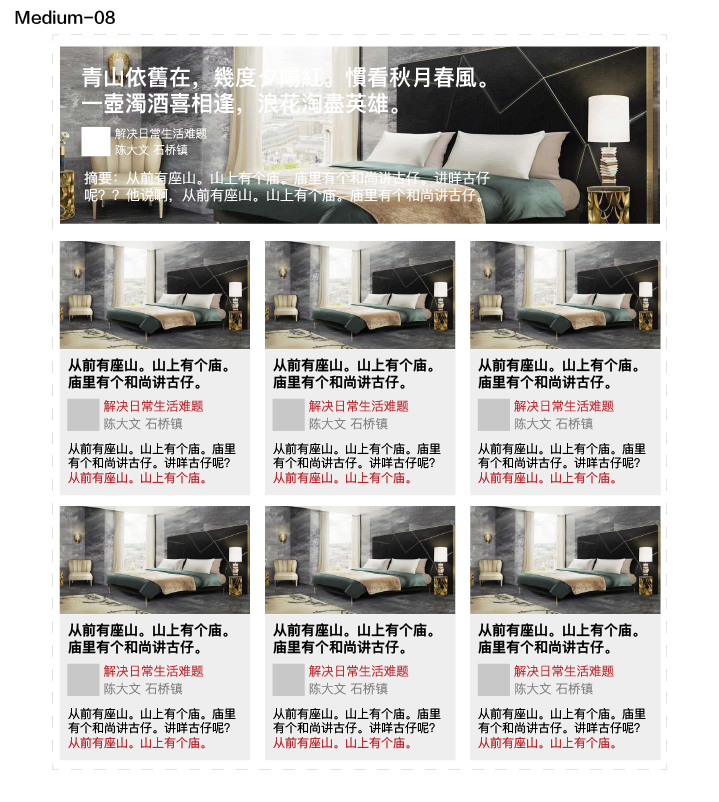 Medium-08
青山依舊在，幾度夕陽紅。慣看秋月春風。
一壺濁酒喜相逢，浪花淘盡英雄。
解决日常生活难题
陈大文 石桥镇
摘要：从前有座山。山上有个庙。庙里有个和尚讲古仔。讲咩古仔
呢？？他说啊，从前有座山。山上有个庙。庙里有个和尚讲古仔。
从前有座山。山上有个庙。
庙里有个和尚讲古仔。
解决日常生活难题
陈大文 石桥镇
从前有座山。山上有个庙。庙里
有个和尚讲古仔。讲咩古仔呢？
从前有座山。山上有个庙。
从前有座山。山上有个庙。
庙里有个和尚讲古仔。
解决日常生活难题
陈大文 石桥镇
从前有座山。山上有个庙。庙里
有个和尚讲古仔。讲咩古仔呢？
从前有座山。山上有个庙。
从前有座山。山上有个庙。
庙里有个和尚讲古仔。
解决日常生活难题
陈大文 石桥镇
从前有座山。山上有个庙。庙里
有个和尚讲古仔。讲咩古仔呢？
从前有座山。山上有个庙。
从前有座山。山上有个庙。
庙里有个和尚讲古仔。
解决日常生活难题
陈大文 石桥镇
从前有座山。山上有个庙。庙里
有个和尚讲古仔。讲咩古仔呢？
从前有座山。山上有个庙。
从前有座山。山上有个庙。
庙里有个和尚讲古仔。
解决日常生活难题
陈大文 石桥镇
从前有座山。山上有个庙。庙里
有个和尚讲古仔。讲咩古仔呢？
从前有座山。山上有个庙。
从前有座山。山上有个庙。
庙里有个和尚讲古仔。
解决日常生活难题
陈大文 石桥镇
从前有座山。山上有个庙。庙里
有个和尚讲古仔。讲咩古仔呢？
从前有座山。山上有个庙。